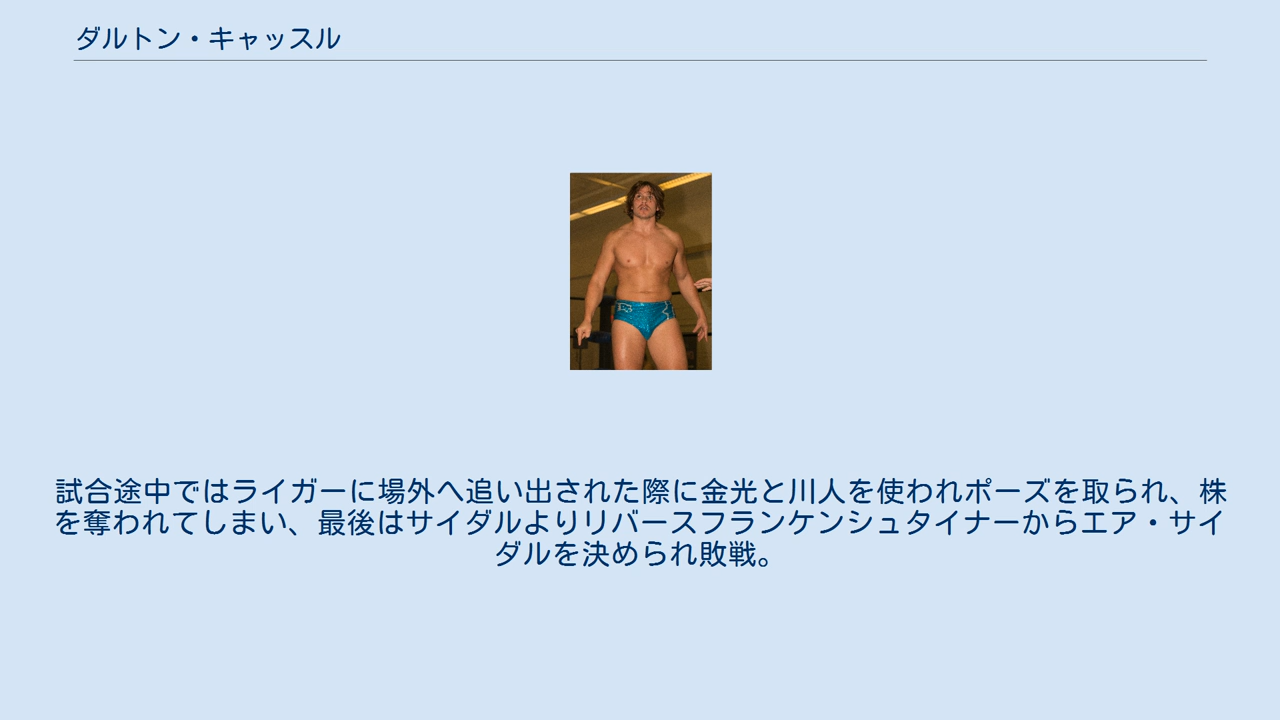 ダルトン・キャッスル
試合途中ではライガーに場外へ追い出された際に金光と川人を使われポーズを取られ、株
を奪われてしまい、最後はサイダルよりリバースフランケンシュタイナーからエア・サイ
ダルを決められ敗戦。